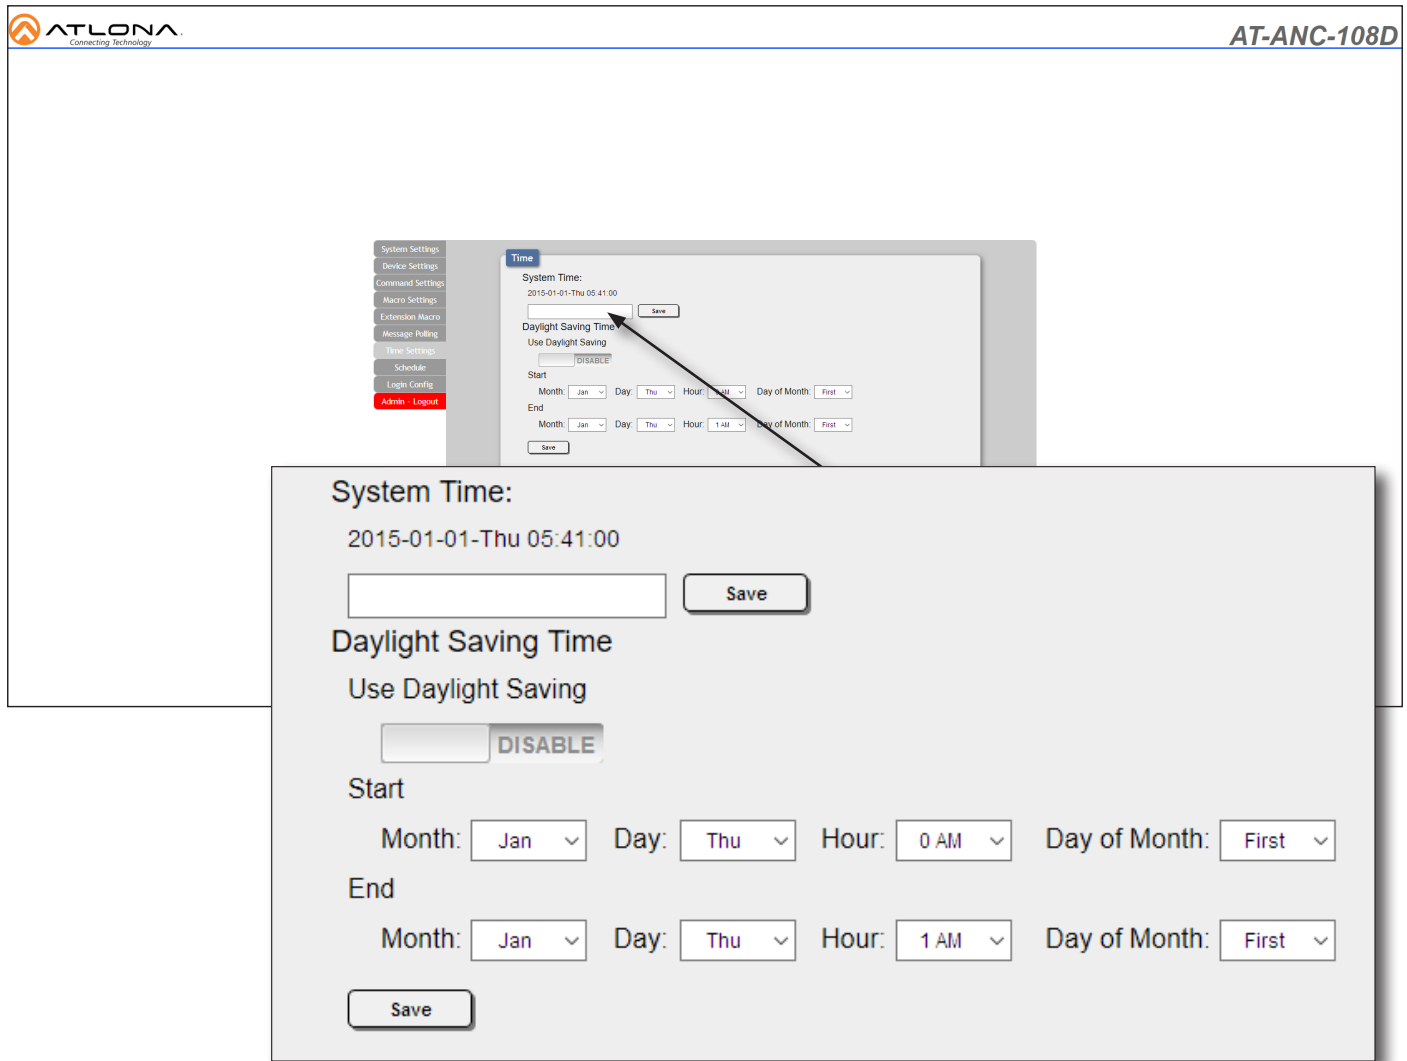 ATLONA.
Connecting Technology
AT-ANC-108D
System Settings
Device Settings
Command Settings
Macro Settings
Extension Macro
Message Polling
Time Settings
Schedule
Login Config
Admin - Logout
Time
System Time:
2015-01-01-Thu 05:41:00
Save
Daylight Saving Time
Use Daylight Saving
DISABLE
Start
Month: Jan Day: Thu Hour: 0 AM Day of Month: First
End
Month: Jan Day: Thu Hour: 1 AM Day of Month: First
Save
System Time:
2015-01-01-Thu 05:41:00
Save
Daylight Saving Time
Use Daylight Saving
DISABLE
Start
Month: Jan Day: Thu Hour: 0 AM Day of Month: First
End
Month: Jan Day: Thu Hour: 1 AM Day of Month: First
Save